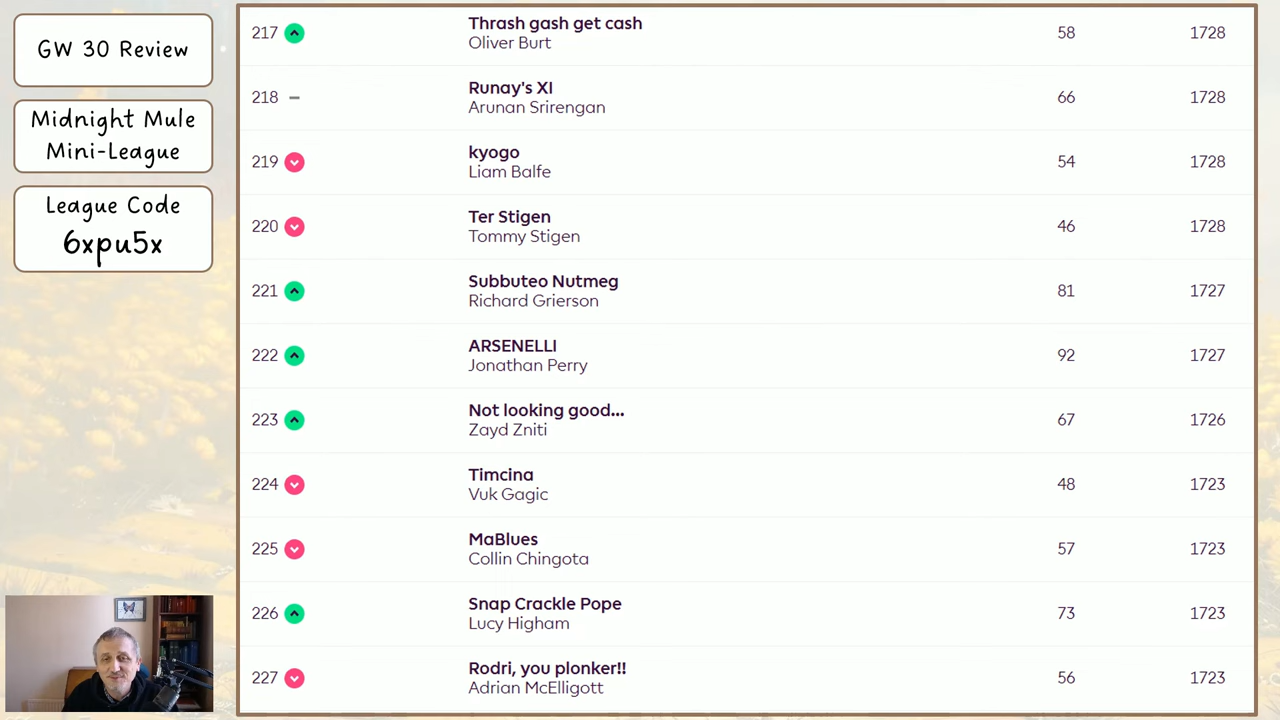 GW 30 Review
Midnight Mule
Mini-League
League Code
6xpu5x
217 Thrash gash get cash 58 1728
Oliver Burt
218 Runay's XI 66 1728
Arunan Srirengan
219 kyogo 54 1728
Liam Balfe
220 Ter Stigen 46 1728
Tommy Stigen
221 Subbuteo Nutmeg 81 1727
Richard Grierson
222 ARSENELLI 92 1727
Jonathan Perry
223 Not looking good... 67 1726
Zayd Zniti
224 Timcina 48 1723
Vuk Gagic
225 MaBlues 57 1723
Collin Chingota
226 Snap Crackle Pope 73 1723
Lucy Higham
227 Rodri, you plonker!! 56 1723
Adrian McElligott